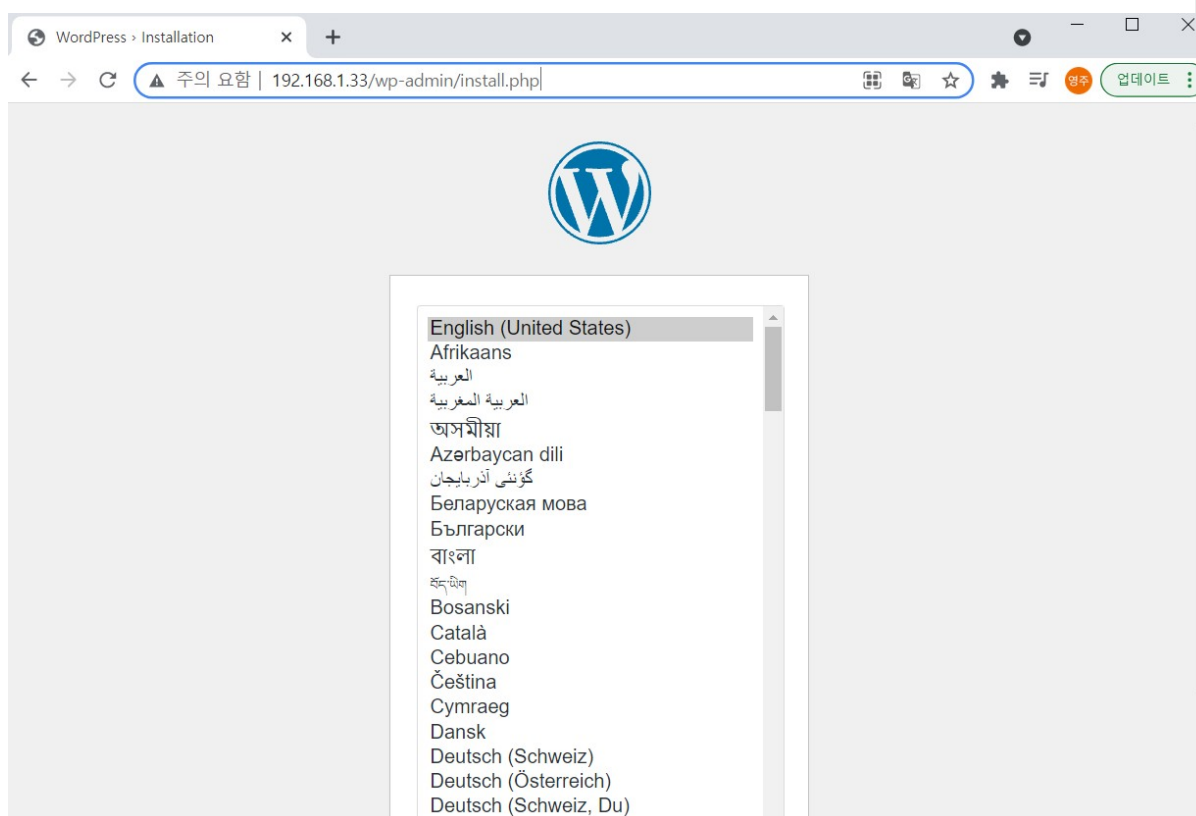 WordPress › Installation
주의 요함 | 192.168.1.33/wp-admin/install.php
영주
업데이트
English (United States)
Afrikaans
العربية
العربية المغربية
অসমীয়া
Azərbaycan dili
گؤنئی آذربایجان
Беларуская мова
Български
বাংলা
བོད་ཡིག
Bosanski
Català
Cebuano
Čeština
Cymraeg
Dansk
Deutsch (Schweiz)
Deutsch (Österreich)
Deutsch (Schweiz, Du)